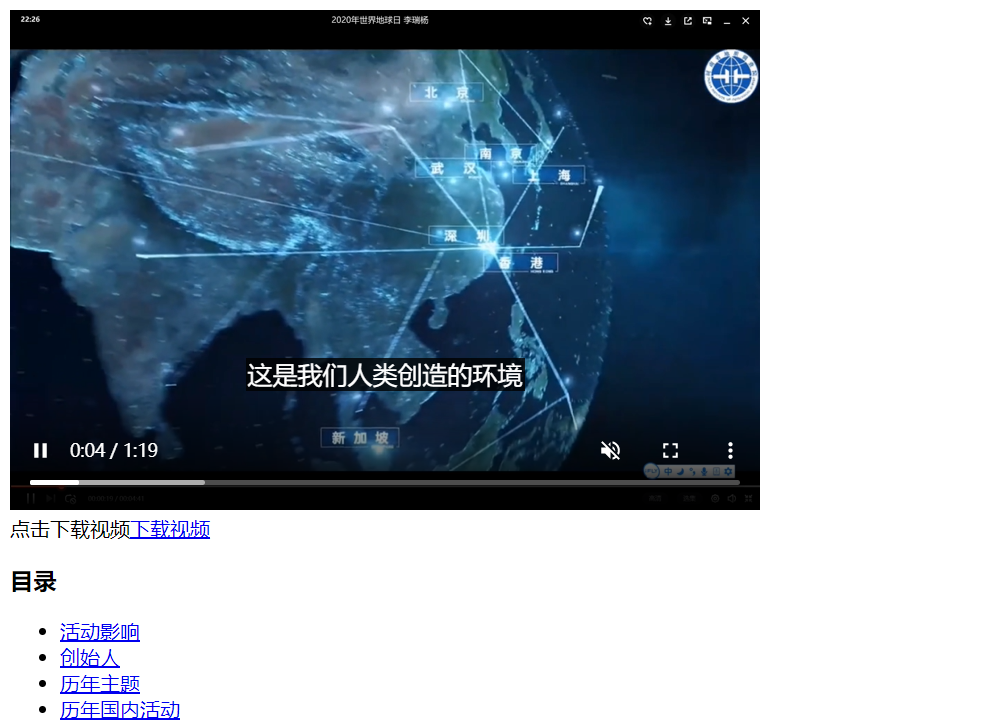 22:26
2020年世界地球日 李瑞杨
北 京
南 京
武 汉
上 海
深 圳
香 港
这是我们人类创造的环境
新 加 坡
0:04 / 1:19
点击下载视频下载视频
目录
活动影响
创始人
历年主题
历年国内活动